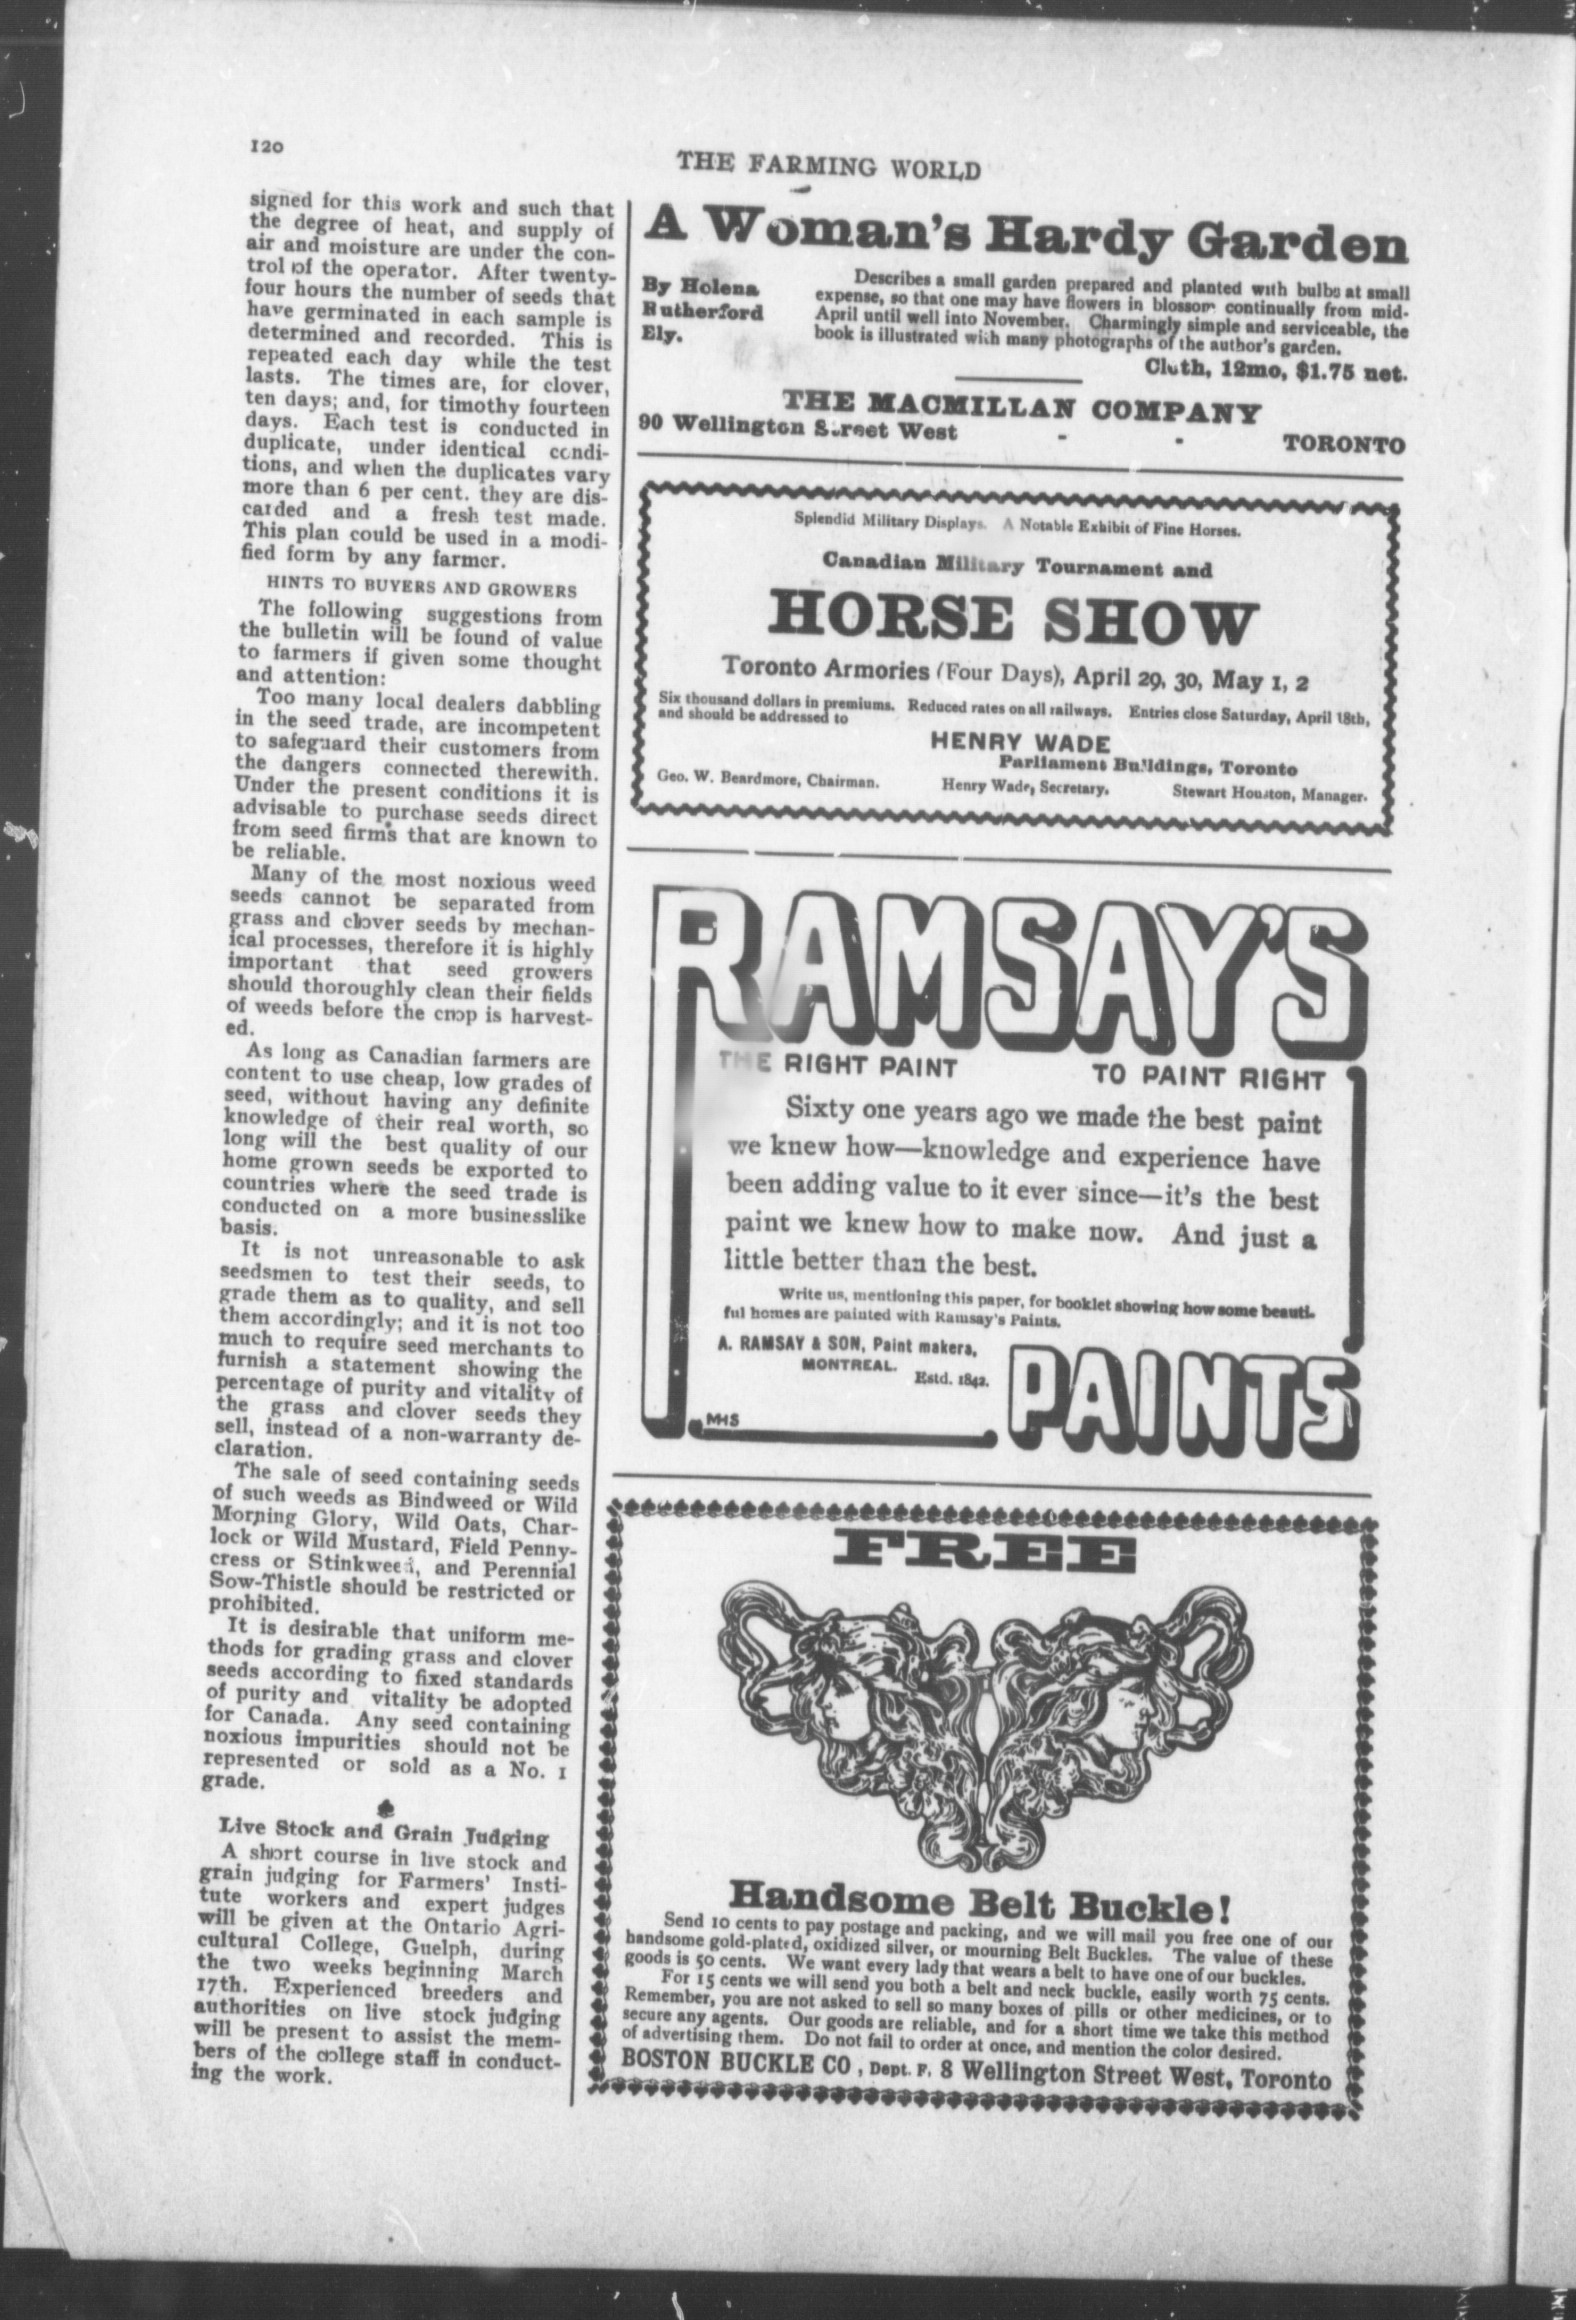 120
THE FARMING WORLD
signed for this work and such that
the degree of heat, and supply of
air and moisture are under the con-
trol of the operator. After twenty-
four hours the number of seeds that
have germinated in each sample is
determined and recorded. This is
repeated each day while the test
lasts. The times are, for clover,
ten days; and, for timothy fourteen
days. Each test is conducted in
duplicate, under identical condi-
tions, and when the duplicates vary
more than 6 per cent. they are dis-
carded and a fresh test made.
This plan could be used in a modi-
fied form by any farmer.
HINTS TO BUYERS AND GROWERS
The following suggestions from
the bulletin will be found of value
to farmers if given some thought
and attention:
Too many local dealers dabbling
in the seed trade, are incompetent
to safeguard their customers from
the dangers connected therewith.
Under the present conditions it is
advisable to purchase seeds direct
from seed firms that are known to
be reliable.
Many of the most noxious weed
seeds cannot be separated from
grass and clover seeds by mechan-
ical processes, therefore it is highly
important that seed growers
should thoroughly clean their fields
of weeds before the crop is harvest-
ed.
As long as Canadian farmers are
content to use cheap, low grades of
seed, without having any definite
knowledge of their real worth, so
long will the best quality of our
home grown seeds be exported to
countries where the seed trade is
conducted on a more businesslike
basis.
It is not unreasonable to ask
seedsmen to test their seeds, to
grade them as to quality, and sell
them accordingly; and it is not too
much to require seed merchants to
furnish a statement showing the
percentage of purity and vitality of
the grass and clover seeds they
sell, instead of a non-warranty de-
claration.
The sale of seed containing seeds
of such weeds as Bindweed or Wild
Morning Glory, Wild Oats, Char-
lock or Wild Mustard, Field Penny-
cress or Stinkweed, and Perennial
Sow-Thistle should be restricted or
prohibited.
It is desirable that uniform me-
thods for grading grass and clover
seeds according to fixed standards
of purity and vitality be adopted
for Canada. Any seed containing
noxious impurities should not be
represented or sold as a No. 1
grade.
Live Stock and Grain Judging
A short course in live stock and
grain judging for Farmers' Insti-
tute workers and expert judges
will be given at the Ontario Agri-
cultural College, Guelph, during
the two weeks beginning March
17th. Experienced breeders and
authorities on live stock judging
will be present to assist the mem-
bers of the college staff in conduct-
ing the work.
A Woman's Hardy Garden
By Helena
Rutherford
Ely.
Describes a small garden prepared and planted with bulbs at small
expense, so that one may have flowers in blossom continually from mid-
April until well into November. Charmingly simple and serviceable, the
book is illustrated with many photographs of the author's garden.
Cloth, 12mo, $1.75 net.
THE MACMILLAN COMPANY
90 Wellington Street West - - TORONTO
Splendid Military Displays. A Notable Exhibit of Fine Horses.
Canadian Military Tournament and
HORSE SHOW
Toronto Armories (Four Days), April 29, 30, May 1, 2
Six thousand dollars in premiums. Reduced rates on all railways. Entries close Saturday, April 18th,
and should be addressed to
HENRY WADE
Parliament Buildings, Toronto
Geo. W. Beardmore, Chairman. Henry Wade, Secretary. Stewart Houston, Manager.
RAMSAY'S
THE RIGHT PAINT TO PAINT RIGHT
Sixty one years ago we made the best paint
we knew how—knowledge and experience have
been adding value to it ever since—it's the best
paint we knew how to make now. And just a
little better than the best.
Write us, mentioning this paper, for booklet showing how some beauti-
ful homes are painted with Ramsay's Paints.
A. RAMSAY & SON, Paint makers,
MONTREAL.
Estd. 1842.
PAINTS
MHS
FREE
Handsome Belt Buckle!
Send 10 cents to pay postage and packing, and we will mail you free one of our
handsome gold-plated, oxidized silver, or mourning Belt Buckles. The value of these
goods is 50 cents. We want every lady that wears a belt to have one of our buckles.
For 15 cents we will send you both a belt and neck buckle, easily worth 75 cents.
Remember, you are not asked to sell so many boxes of pills or other medicines, or to
secure any agents. Our goods are reliable, and for a short time we take this method
of advertising them. Do not fail to order at once, and mention the color desired.
BOSTON BUCKLE CO, Dept. F, 8 Wellington Street West, Toronto